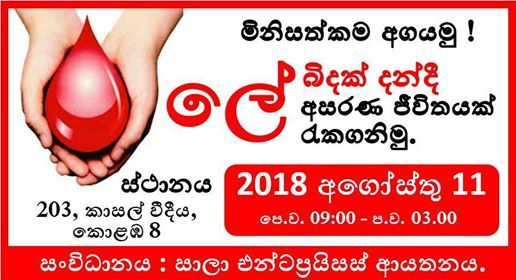 මිනිසත්කම අගයමු !
ලේ බිදක් දන්දී
අසරණ ජීවිතයක්
රැකගනිමු.
ස්ථානය
203, කාසල් වීදිය,
කොළඹ 8
2018 අගෝස්තු 11
පෙ.ව. 09:00 - ප.ව. 03.00
සංවිධානය : සාලා එන්ටප්‍රයිසස් ආයතනය.